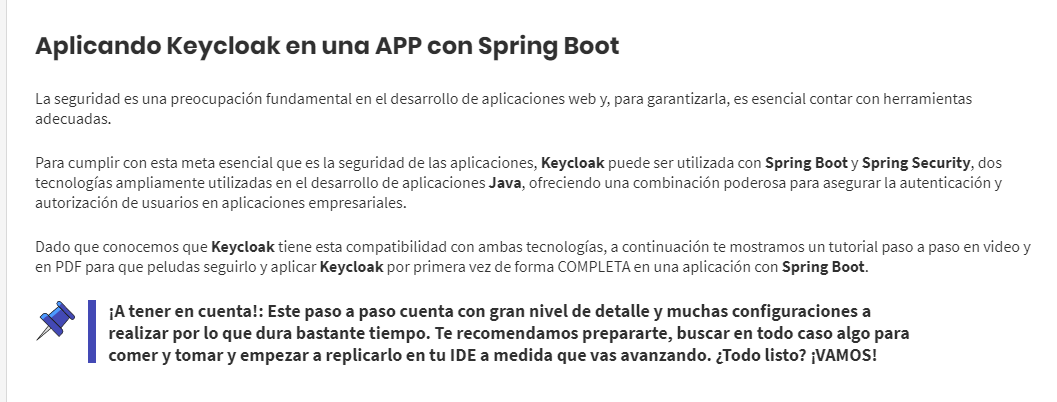 Aplicando Keycloak en una APP con Spring Boot
La seguridad es una preocupación fundamental en el desarrollo de aplicaciones web y, para garantizarla, es esencial contar con herramientas
adecuadas.
Para cumplir con esta meta esencial que es la seguridad de las aplicaciones, Keycloak puede ser utilizada con Spring Boot y Spring Security, dos
tecnologías ampliamente utilizadas en el desarrollo de aplicaciones Java, ofreciendo una combinación poderosa para asegurar la autenticación y
autorización de usuarios en aplicaciones empresariales.
Dado que conocemos que Keycloak tiene esta compatibilidad con ambas tecnologías, a continuación te mostramos un tutorial paso a paso en video y
en PDF para que peludas seguirlo y aplicar Keycloak por primera vez de forma COMPLETA en una aplicación con Spring Boot.
¡A tener en cuenta!: Este paso a paso cuenta con gran nivel de detalle y muchas configuraciones a
realizar por lo que dura bastante tiempo. Te recomendamos prepararte, buscar en todo caso algo para
comer y tomar y empezar a replicarlo en tu IDE a medida que vas avanzando. ¿Todo listo? ¡VAMOS!